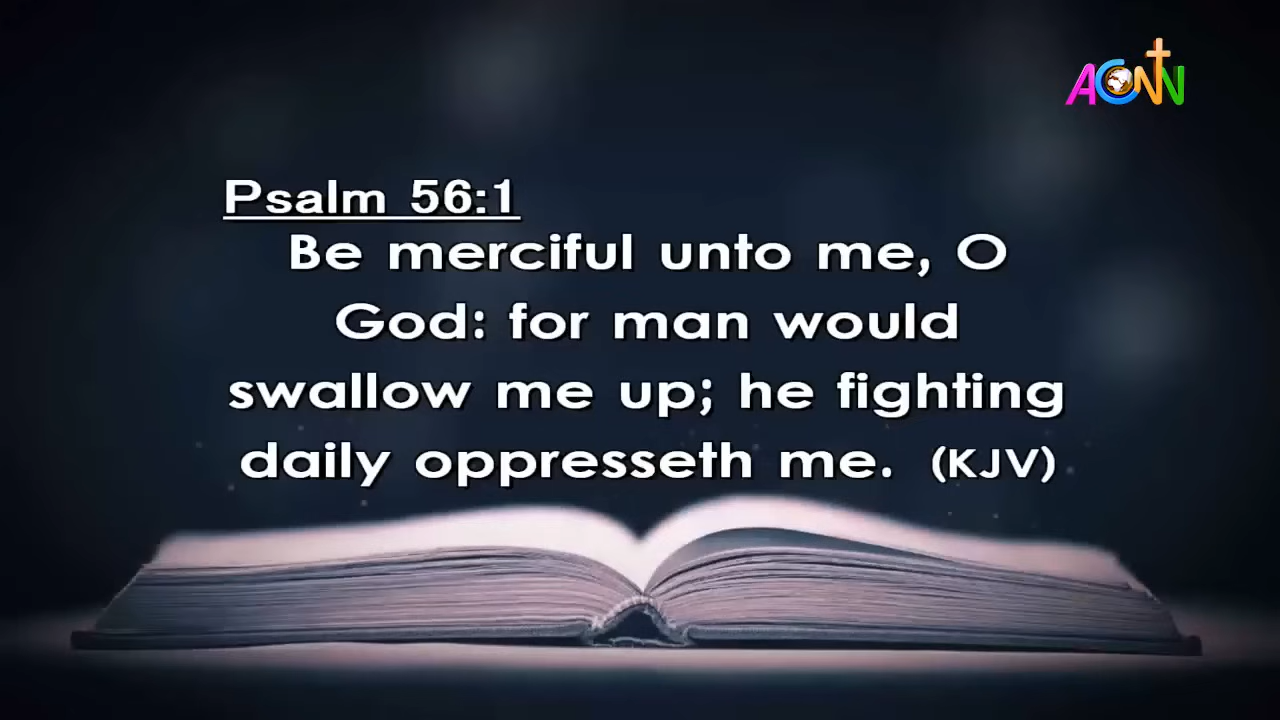 ACNN
Psalm 56:1
Be merciful unto me, O
God: for man would
swallow me up; he fighting
daily oppresseth me. (KJV)